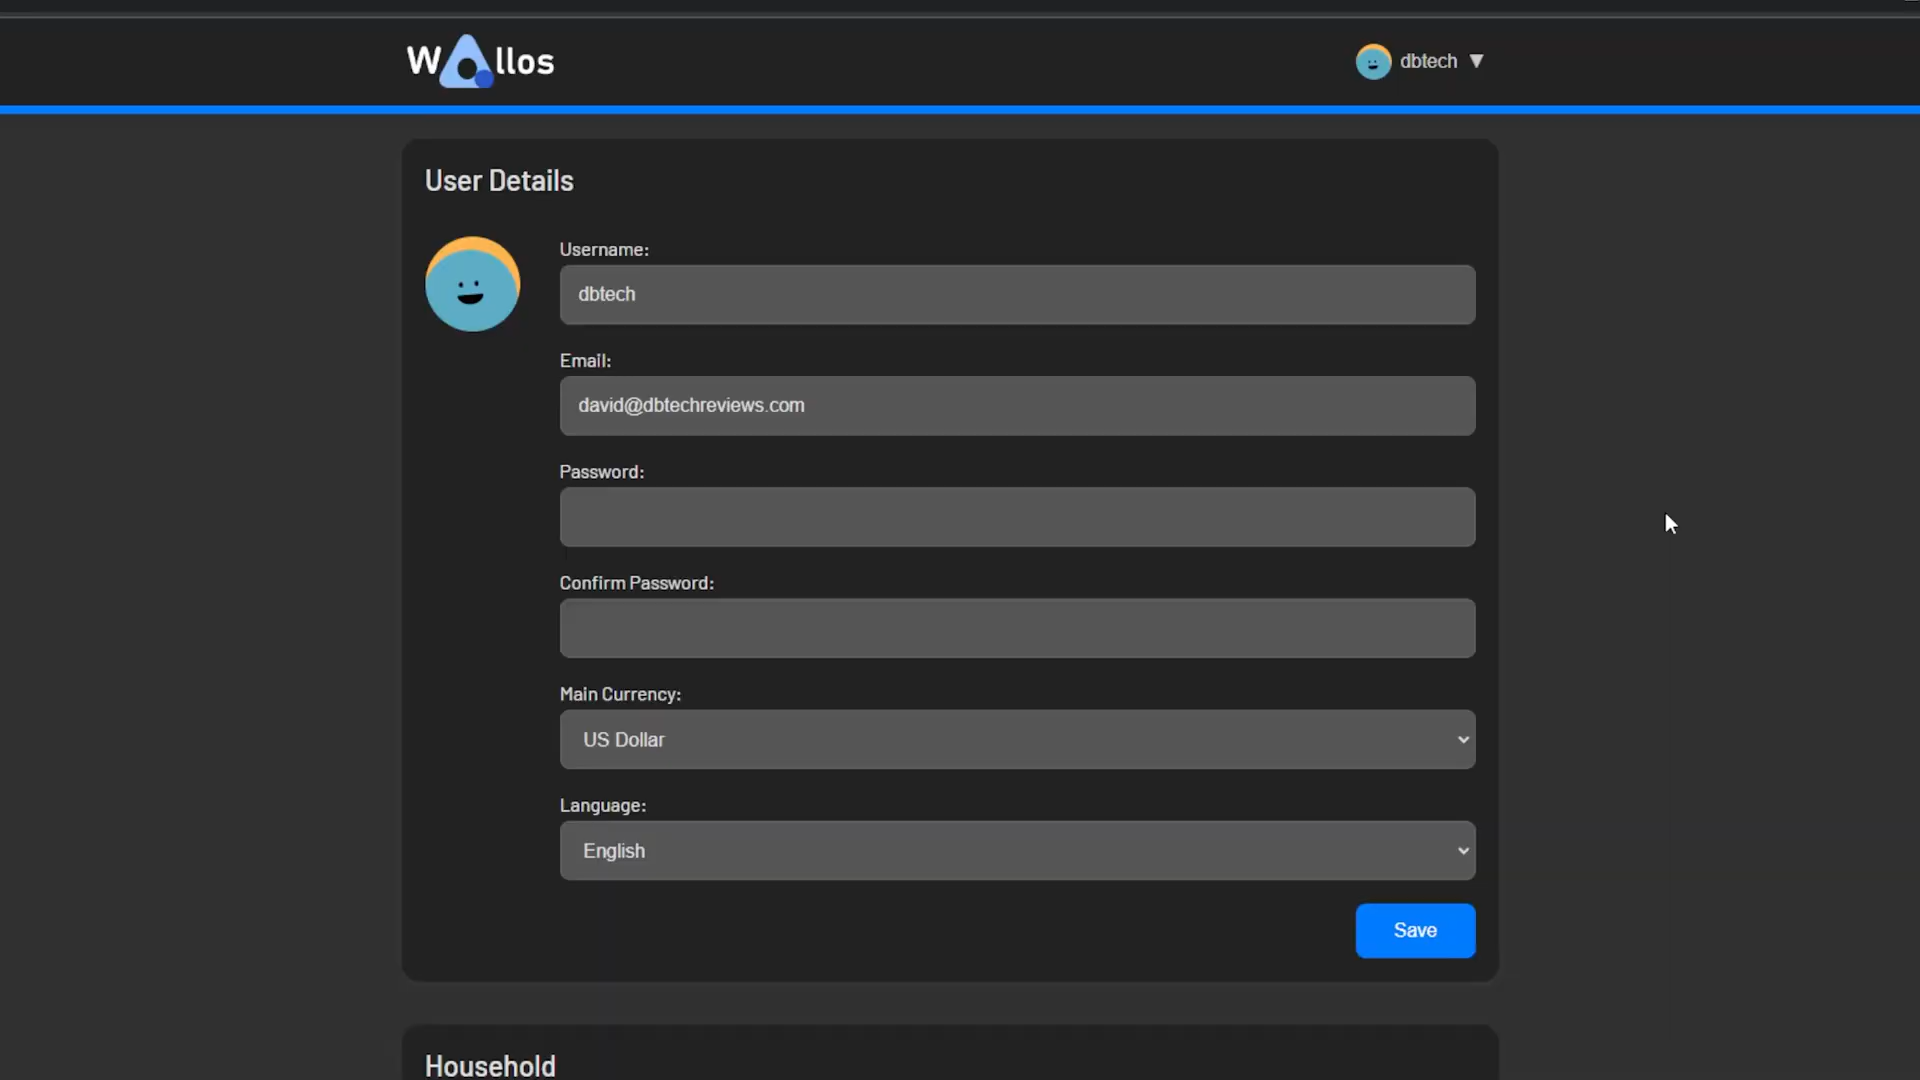 Wallos
dbtech ▼
User Details
Username:
dbtech
Email:
david@dbtechreviews.com
Password:
Confirm Password:
Main Currency:
US Dollar
Language:
English
Save
Household